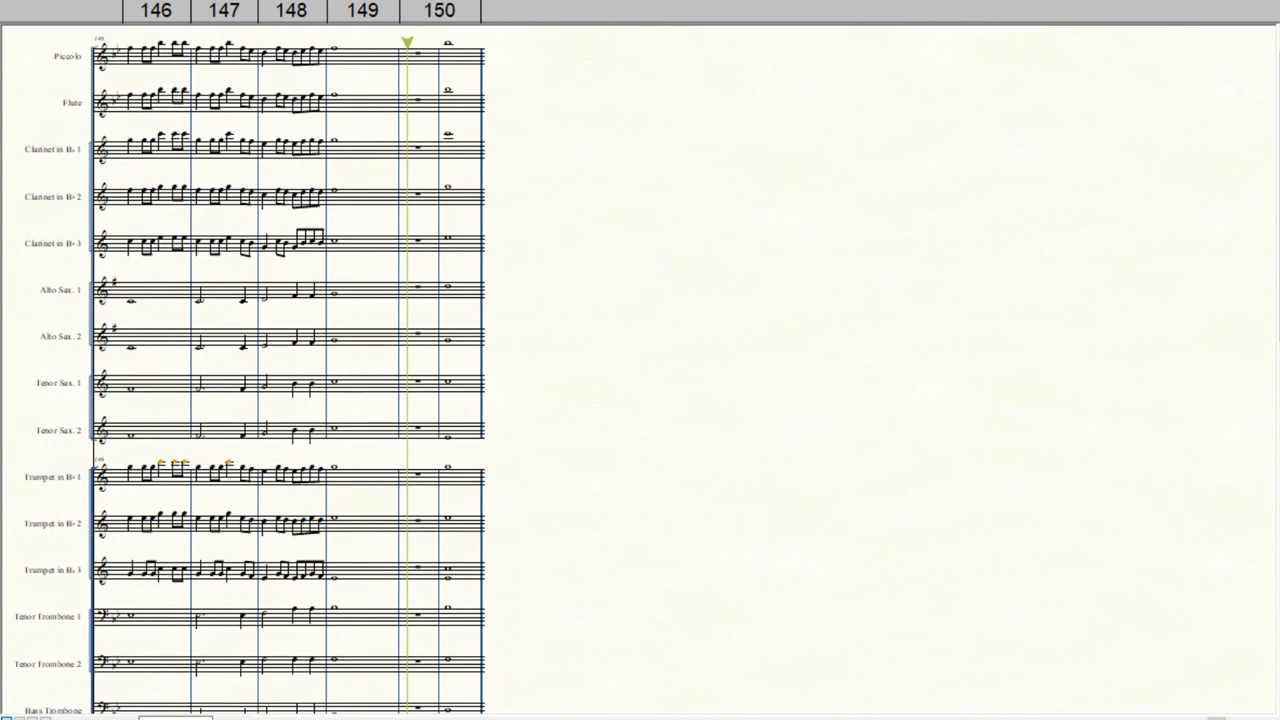 146 147 148 149 150
146
Piccolo
Flute
Clarinet in B♭ 1
Clarinet in B♭ 2
Clarinet in B♭ 3
Alto Sax. 1
Alto Sax. 2
Tenor Sax. 1
Tenor Sax. 2
146
Trumpet in B♭ 1
Trumpet in B♭ 2
Trumpet in B♭ 3
Tenor Trombone 1
Tenor Trombone 2
Bass Trombone